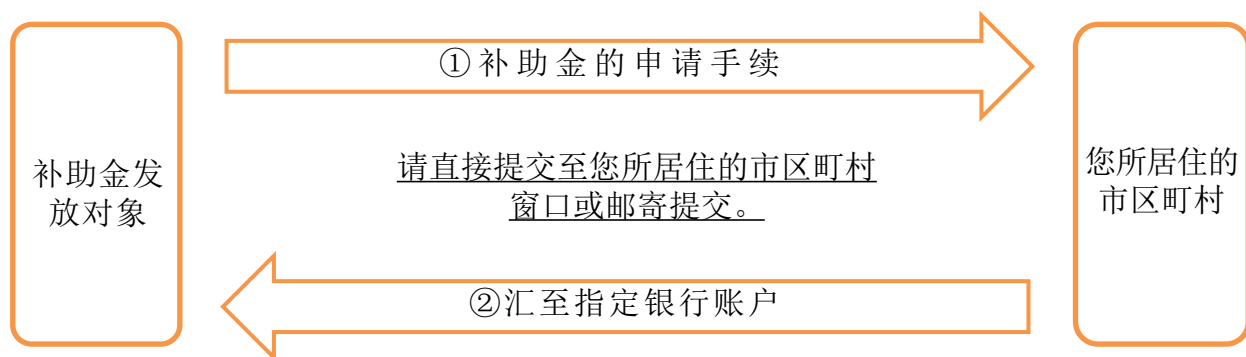 ①补助金的申请手续
补助金发
放对象
请直接提交至您所居住的市区町村
窗口或邮寄提交。
您所居住的
市区町村
②汇至指定银行账户